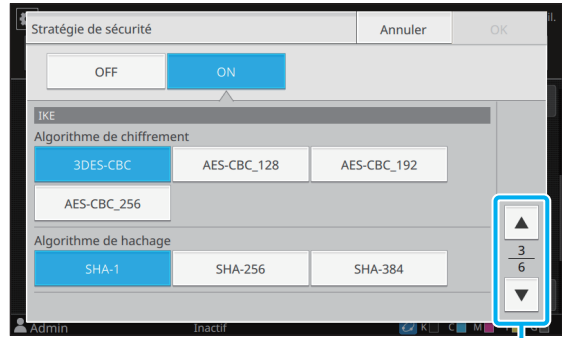 Stratégie de sécurité Annuler OK il.
OFF ON
IKE
Algorithme de chiffrement
3DES-CBC AES-CBC_128 AES-CBC_192
AES-CBC_256
Algorithme de hachage
SHA-1 SHA-256 SHA-384
3
6
Admin Inactif K C M